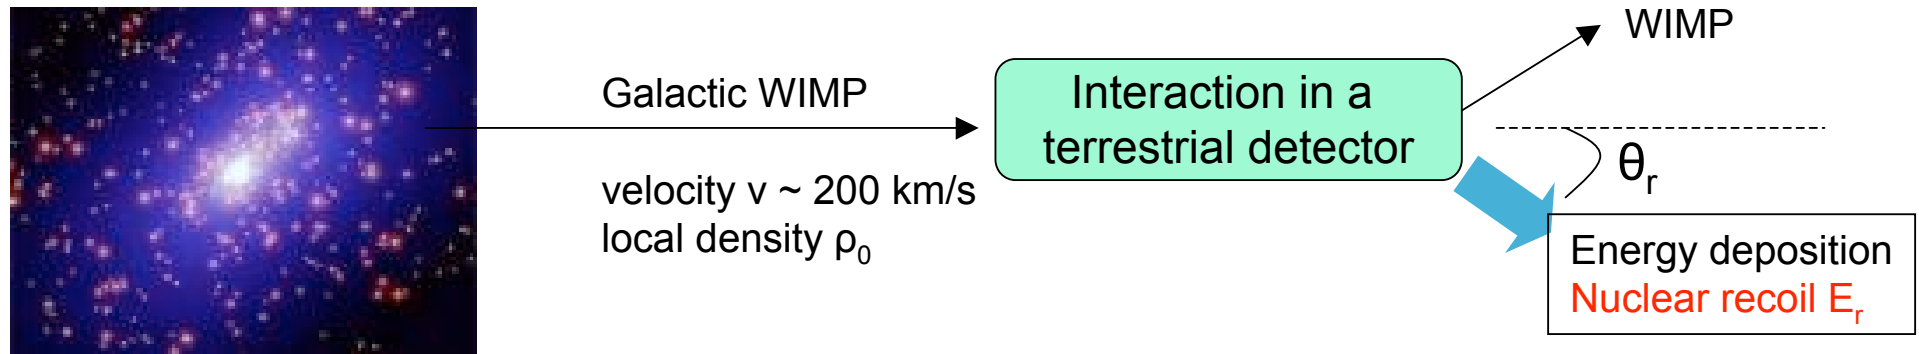 WIMP
Galactic WIMP
Interaction in a
terrestrial detector
velocity v ~ 200 km/s
local density ρ₀
θᵣ
Energy deposition
Nuclear recoil Eᵣ